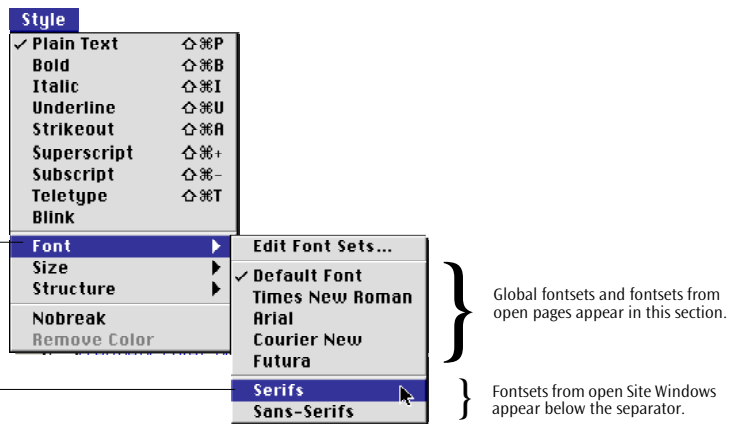 Style
✓ Plain Text ⇧⌘P
Bold ⇧⌘B
Italic ⇧⌘I
Underline ⇧⌘U
Strikeout ⇧⌘A
Superscript ⇧⌘+
Subscript ⇧⌘-
Teletype ⇧⌘T
Blink
Font
Size
Structure
Nobreak
Remove Color
Edit Font Sets...
✓ Default Font
Times New Roman
Arial
Courier New
Futura
Serifs
Sans-Serifs
Global fontsets and fontsets from
open pages appear in this section.
Fontsets from open Site Windows
appear below the separator.